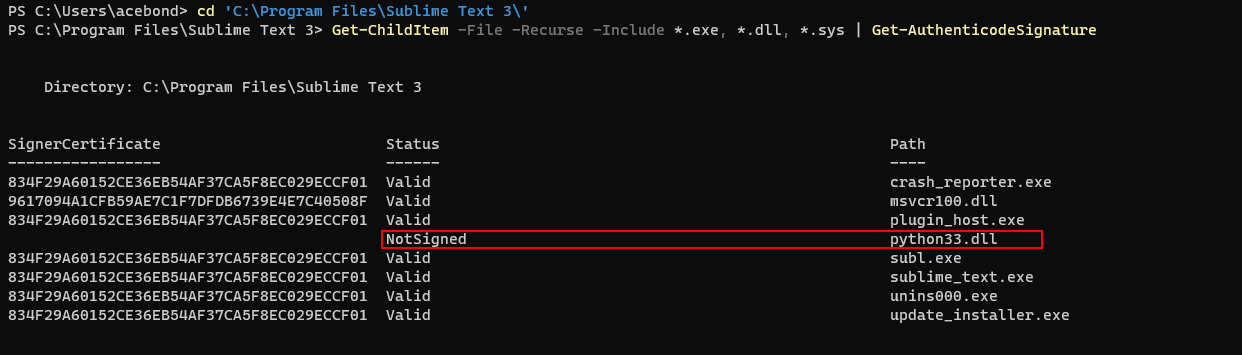 PS C:\Users\acebond> cd 'C:\Program Files\Sublime Text 3\'
PS C:\Program Files\Sublime Text 3> Get-ChildItem -File -Recurse -Include *.exe, *.dll, *.sys | Get-AuthenticodeSignature
Directory: C:\Program Files\Sublime Text 3
SignerCertificate Status Path
----------------- ------ ----
834F29A60152CE36EB54AF37CA5F8EC029ECCF01 Valid crash_reporter.exe
9617094A1CFB59AE7C1F7DFDB6739E4E7C40508F Valid msvcr100.dll
834F29A60152CE36EB54AF37CA5F8EC029ECCF01 Valid plugin_host.exe
NotSigned python33.dll
834F29A60152CE36EB54AF37CA5F8EC029ECCF01 Valid subl.exe
834F29A60152CE36EB54AF37CA5F8EC029ECCF01 Valid sublime_text.exe
834F29A60152CE36EB54AF37CA5F8EC029ECCF01 Valid unins000.exe
834F29A60152CE36EB54AF37CA5F8EC029ECCF01 Valid update_installer.exe